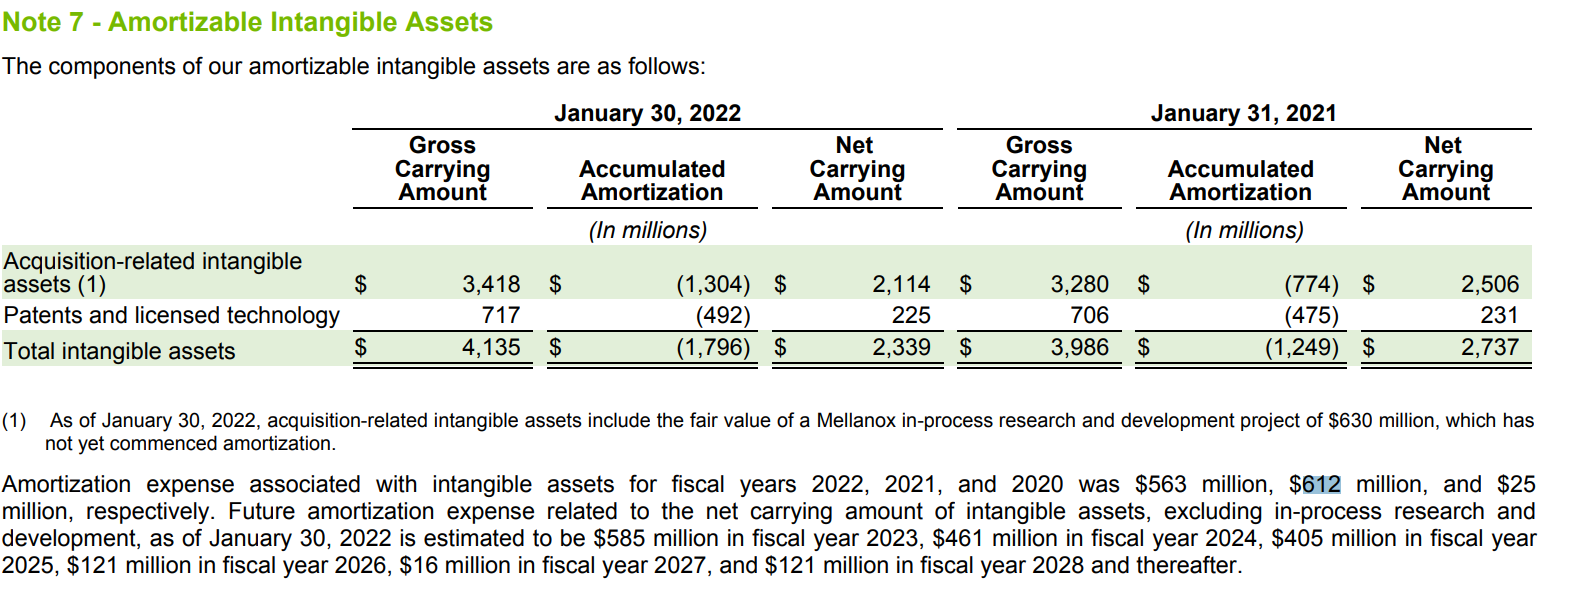 Note 7 - Amortizable Intangible Assets
The components of our amortizable intangible assets are as follows:
January 30, 2022 January 31, 2021
Gross Carrying Amount Accumulated Amortization Net Carrying Amount Gross Carrying Amount Accumulated Amortization Net Carrying Amount
(In millions) (In millions)
Acquisition-related intangible
assets (1) $ 3,418 $ (1,304) $ 2,114 $ 3,280 $ (774) $ 2,506
Patents and licensed technology 717 (492) 225 706 (475) 231
Total intangible assets $ 4,135 $ (1,796) $ 2,339 $ 3,986 $ (1,249) $ 2,737
(1) As of January 30, 2022, acquisition-related intangible assets include the fair value of a Mellanox in-process research and development project of $630 million, which has
not yet commenced amortization.
Amortization expense associated with intangible assets for fiscal years 2022, 2021, and 2020 was $563 million, $612 million, and $25
million, respectively. Future amortization expense related to the net carrying amount of intangible assets, excluding in-process research and
development, as of January 30, 2022 is estimated to be $585 million in fiscal year 2023, $461 million in fiscal year 2024, $405 million in fiscal year
2025, $121 million in fiscal year 2026, $16 million in fiscal year 2027, and $121 million in fiscal year 2028 and thereafter.